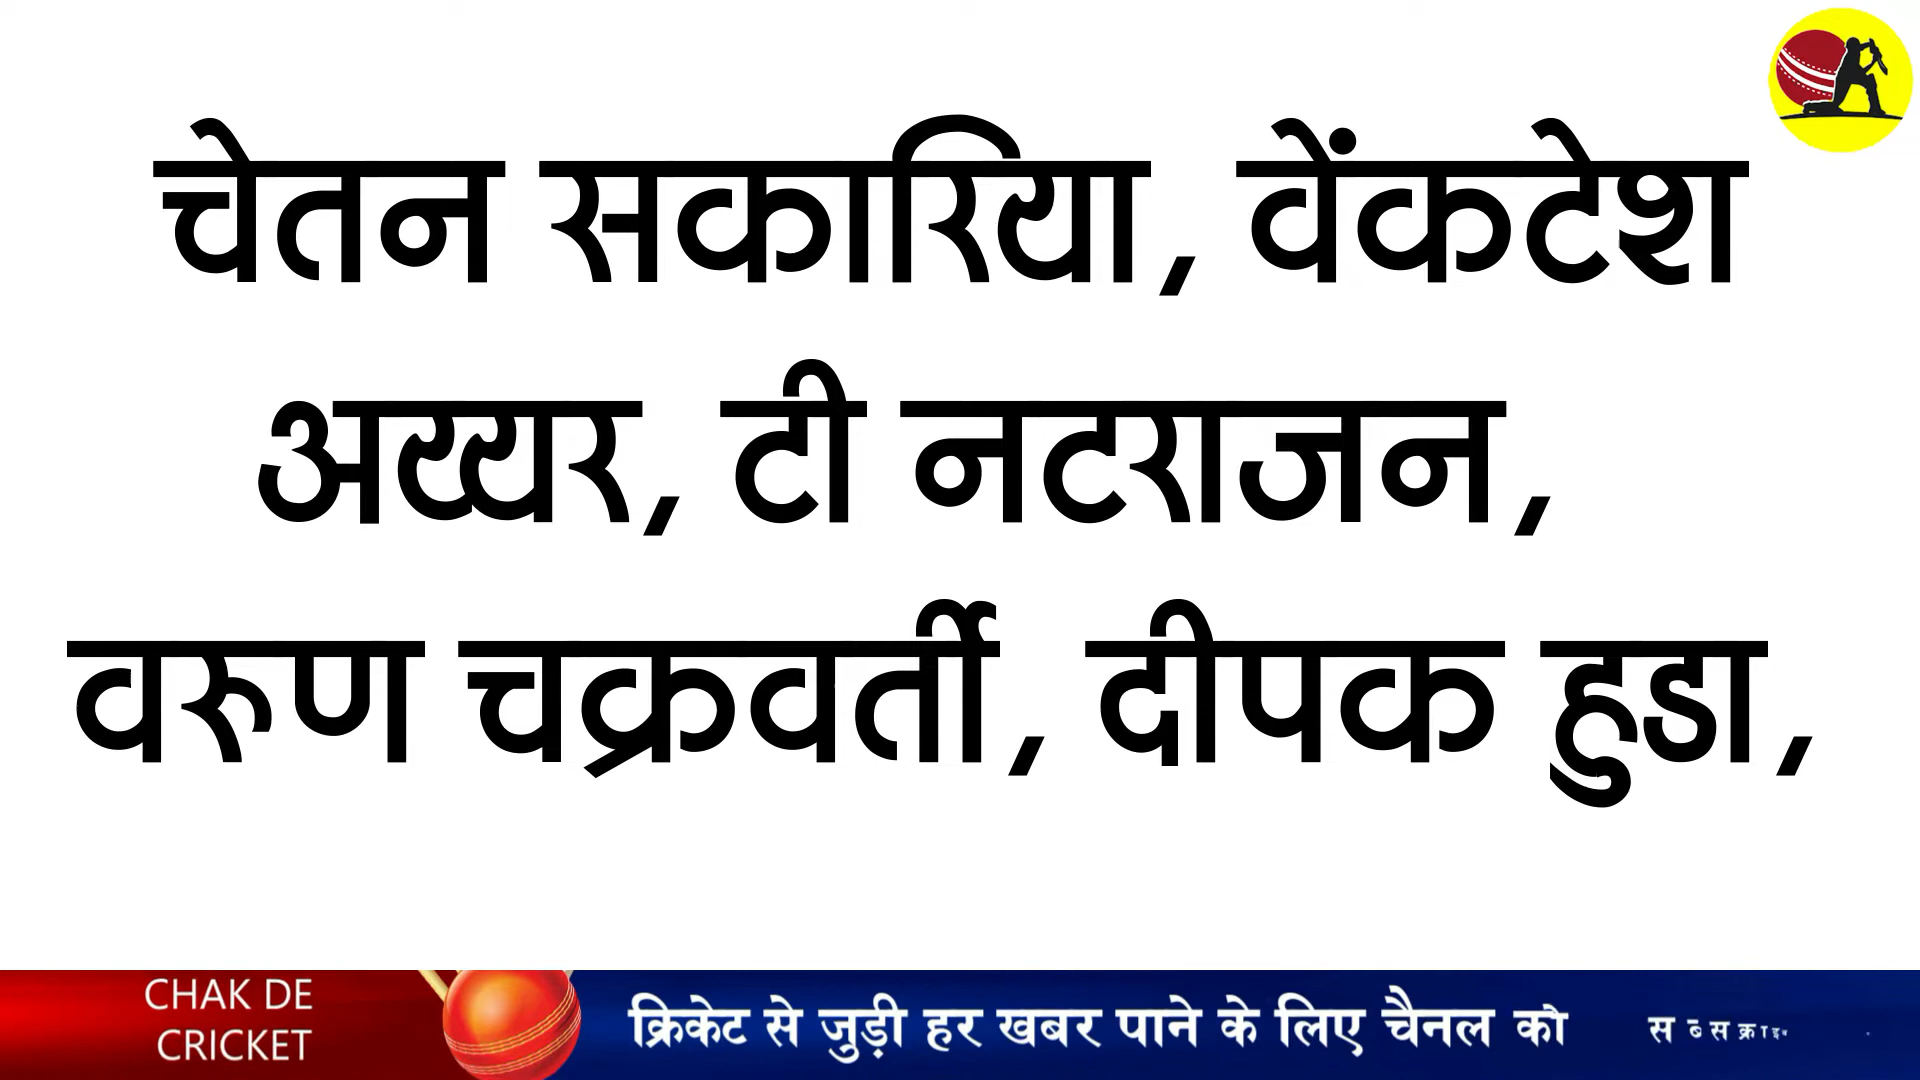 चेतन सकारिया, वेंकटेश
अय्यर, टी नटराजन,
वरुण चक्रवर्ती, दीपक हुडा,
CHAK DE
CRICKET
क्रिकेट से जुड़ी हर खबर पाने के लिए चैनल को